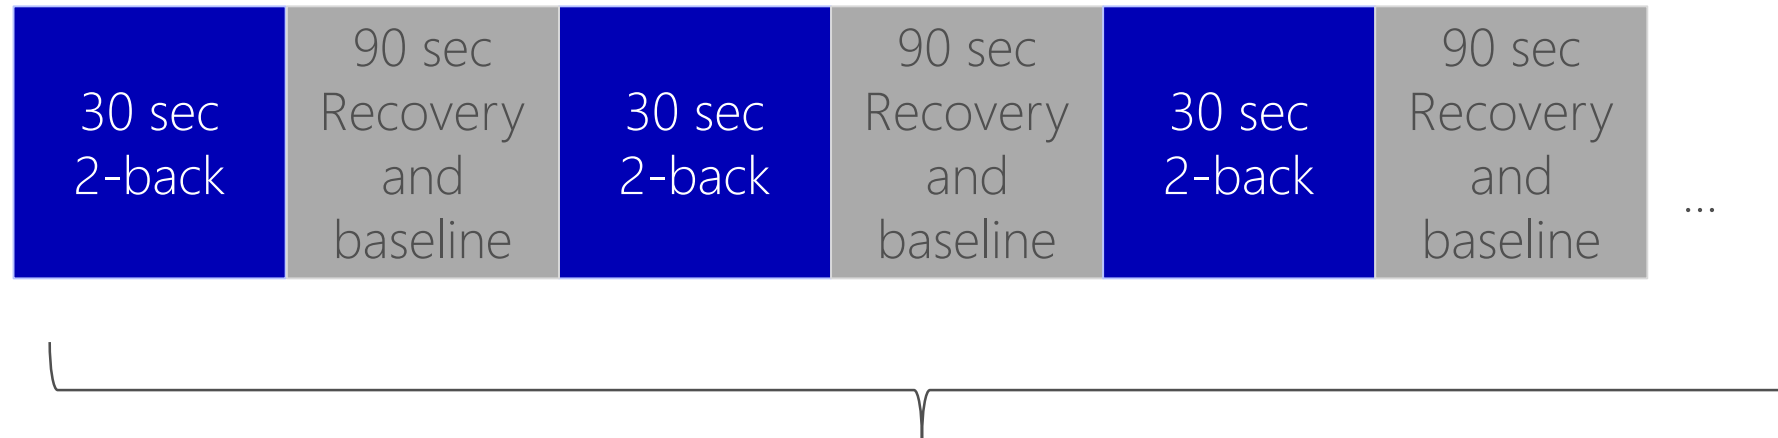 30 sec
2-back
90 sec
Recovery
and
baseline
30 sec
2-back
90 sec
Recovery
and
baseline
30 sec
2-back
90 sec
Recovery
and
baseline
...